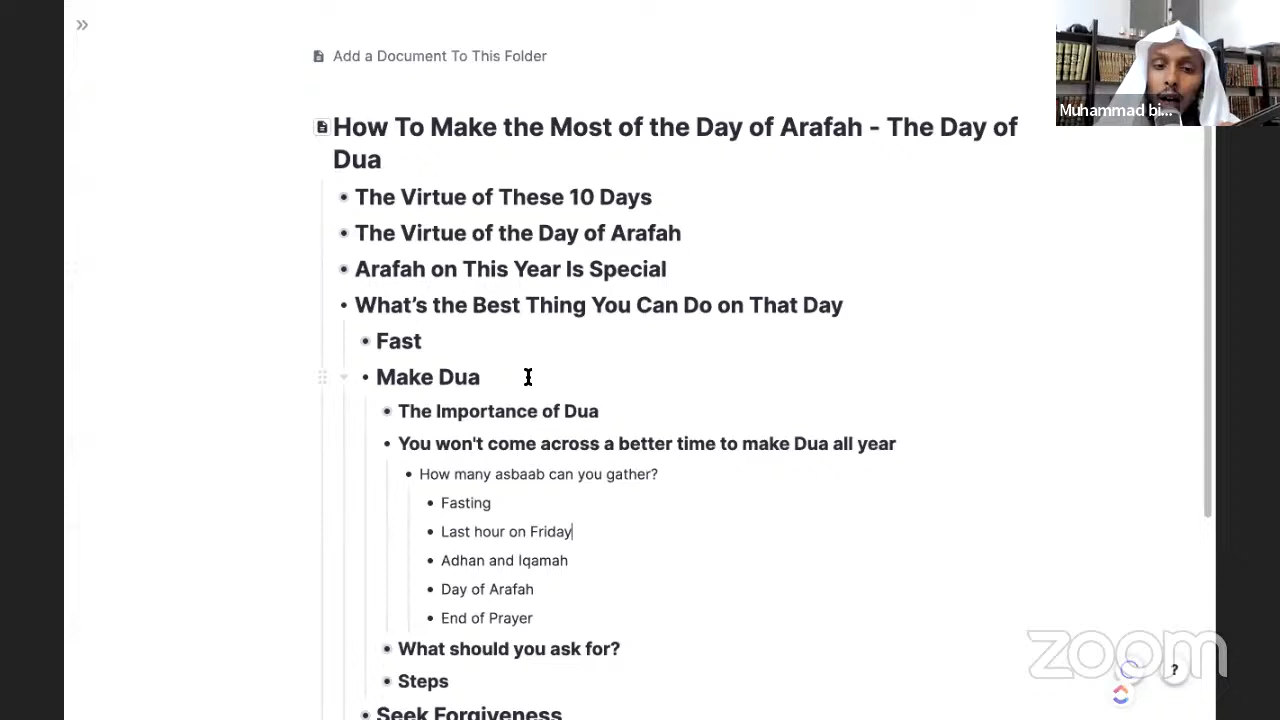 Add a Document To This Folder
Muhammad bi...
How To Make the Most of the Day of Arafah - The Day of
Dua
The Virtue of These 10 Days
The Virtue of the Day of Arafah
Arafah on This Year Is Special
What’s the Best Thing You Can Do on That Day
Fast
Make Dua
The Importance of Dua
You won't come across a better time to make Dua all year
How many asbaab can you gather?
Fasting
Last hour on Friday
Adhan and Iqamah
Day of Arafah
End of Prayer
What should you ask for?
Steps
Seek Forgiveness
zoom
?